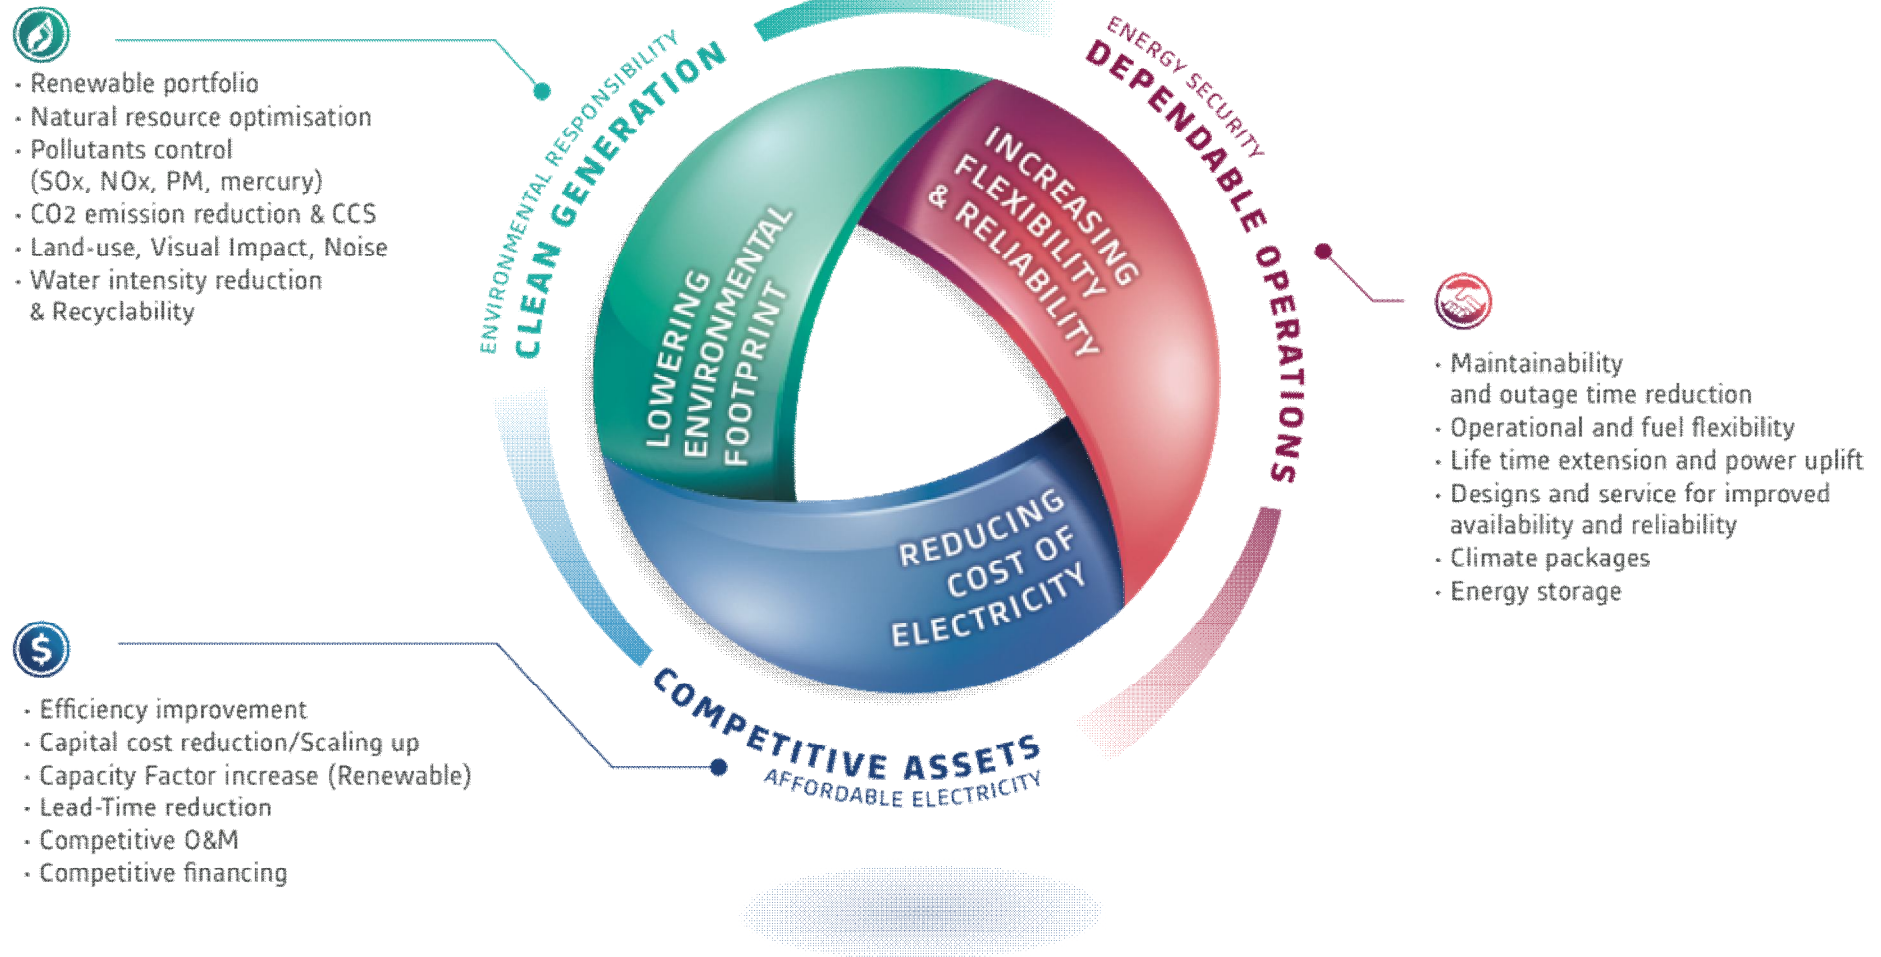 · Renewable portfolio
· Natural resource optimisation
· Pollutants control
(SOx, NOx, PM, mercury)
· CO2 emission reduction & CCS
· Land-use, Visual Impact, Noise
· Water intensity reduction
& Recyclability
ENVIRONMENTAL RESPONSIBILITY
CLEAN GENERATION
LOWERING
ENVIRONMENTAL
FOOTPRINT
ENERGY SECURITY
DEPENDABLE OPERATIONS
INCREASING
FLEXIBILITY
& RELIABILITY
· Maintainability
and outage time reduction
· Operational and fuel flexibility
· Life time extension and power uplift
· Designs and service for improved
availability and reliability
· Climate packages
· Energy storage
REDUCING
COST OF
ELECTRICITY
COMPETITIVE ASSETS
AFFORDABLE ELECTRICITY
$
· Efficiency improvement
· Capital cost reduction/Scaling up
· Capacity Factor increase (Renewable)
· Lead-Time reduction
· Competitive O&M
· Competitive financing